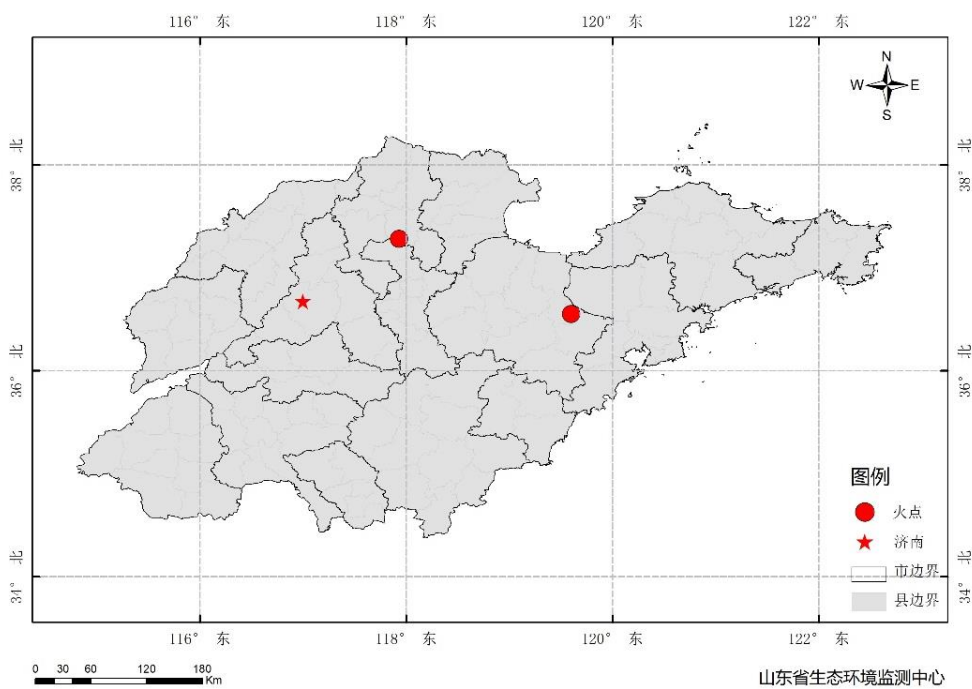 116° 东 118° 东 120° 东 122° 东
N
W E
S
38° 北
38° 北
36° 北
36° 北
34° 北
34° 北
图例
火点
济南
市边界
县边界
116° 东 118° 东 120° 东 122° 东
0 30 60 120 180
Km
山东省生态环境监测中心